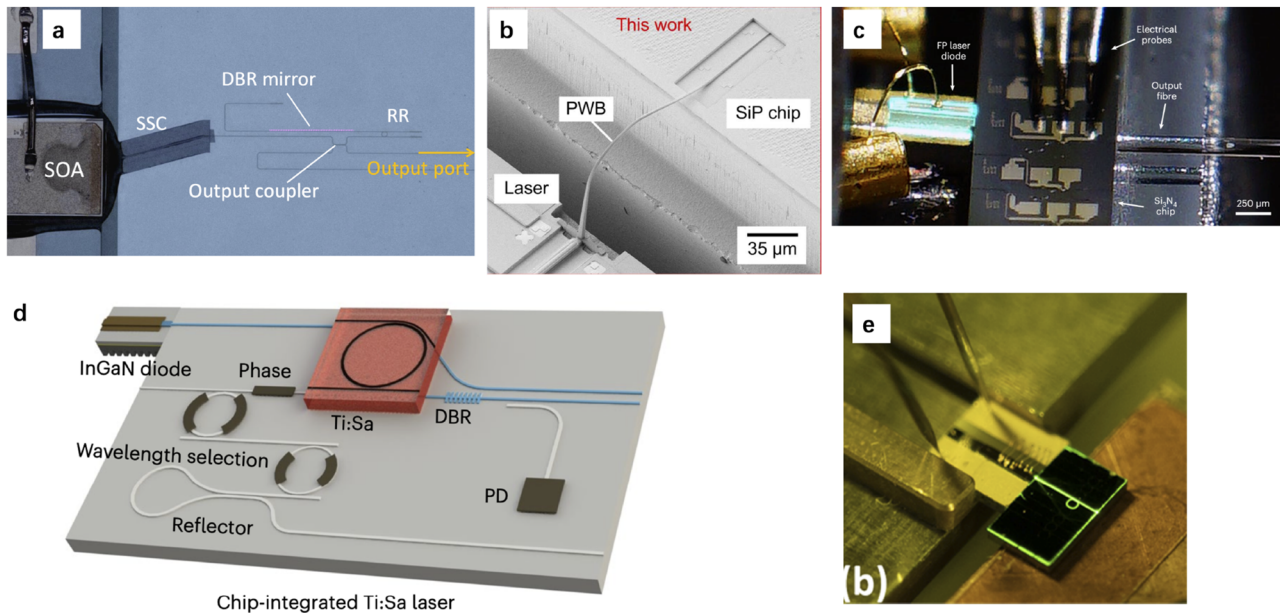 a
DBR mirror
SSC
RR
SOA
Output port
Output coupler
b
This work
PWB
SiP chip
Laser
35 µm
c
FP laser
diode
Electrical
probes
Output
fibre
Si₃N₄
chip
250 µm
d
InGaN diode
Phase
Ti:Sa
DBR
Wavelength selection
PD
Reflector
Chip-integrated Ti:Sa laser
e
(b)